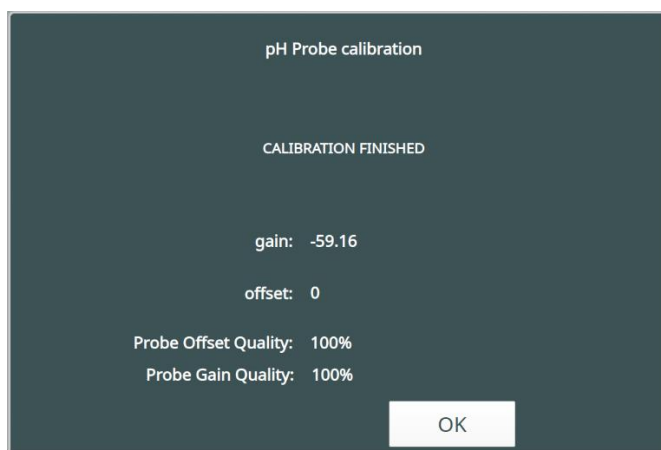 pH Probe calibration
CALIBRATION FINISHED
gain: -59.16
offset: 0
Probe Offset Quality: 100%
Probe Gain Quality: 100%
OK